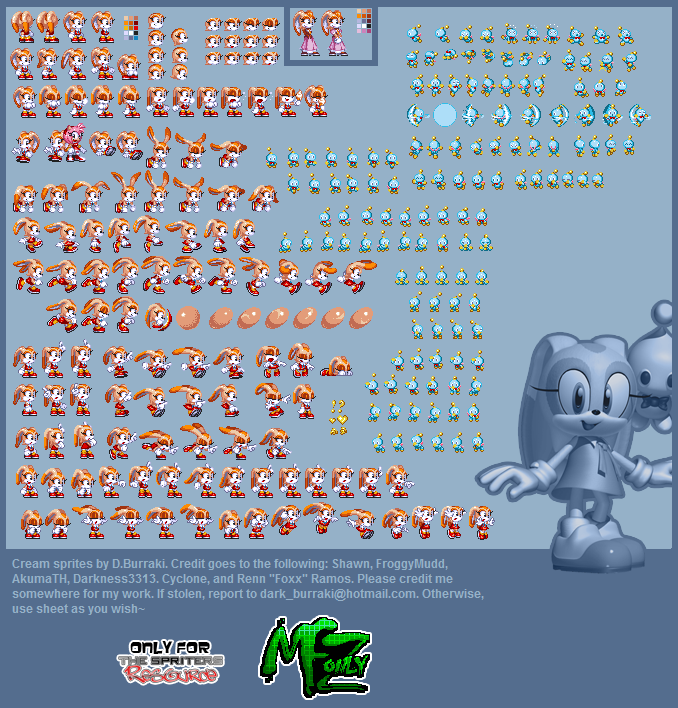 Cream sprites by D.Burraki. Credit goes to the following: Shawn, FroggyMudd,
AkumaTH, Darkness3313. Cyclone, and Renn "Foxx" Ramos. Please credit me
somewhere for my work. If stolen, report to dark_burraki@hotmail.com. Otherwise,
use sheet as you wish~
ONLY FOR
THE SPRITERS
RESOURCE
MFZ
ONLY